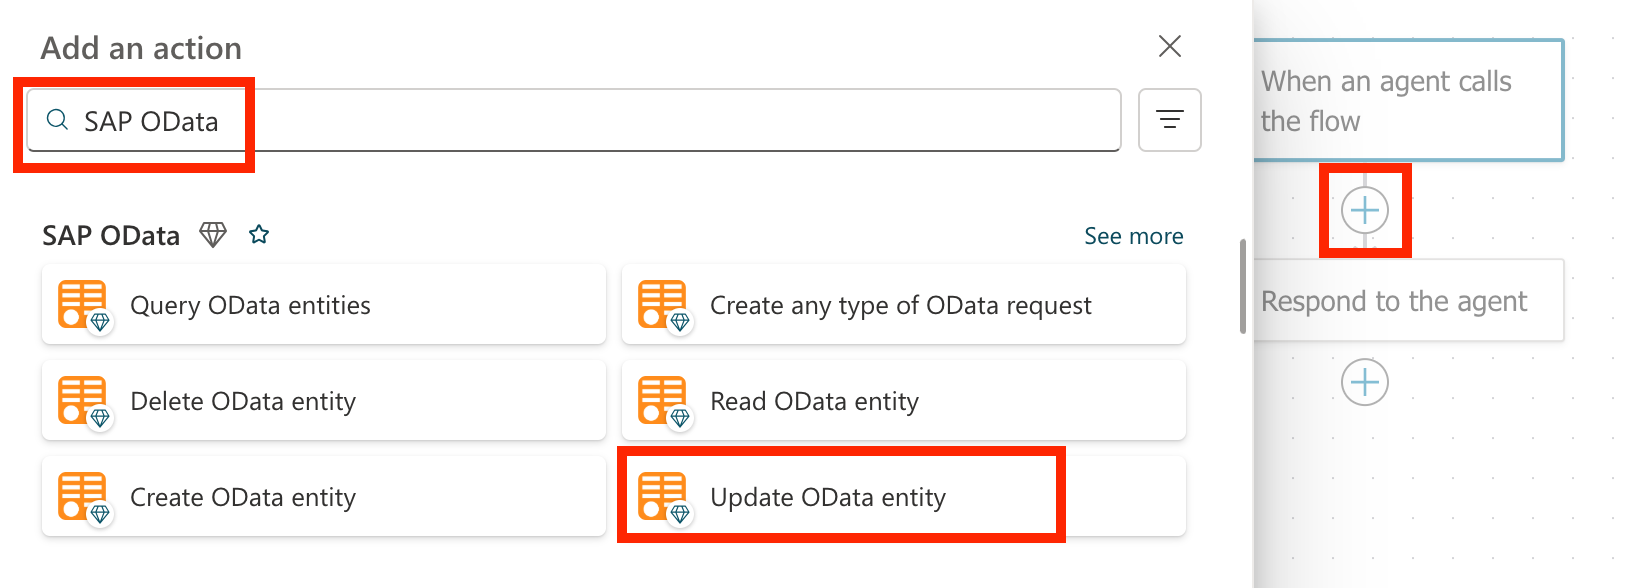 Add an action
SAP OData
SAP OData
See more
Query OData entities
Create any type of OData request
Delete OData entity
Read OData entity
Create OData entity
Update OData entity
When an agent calls
the flow
Respond to the agent